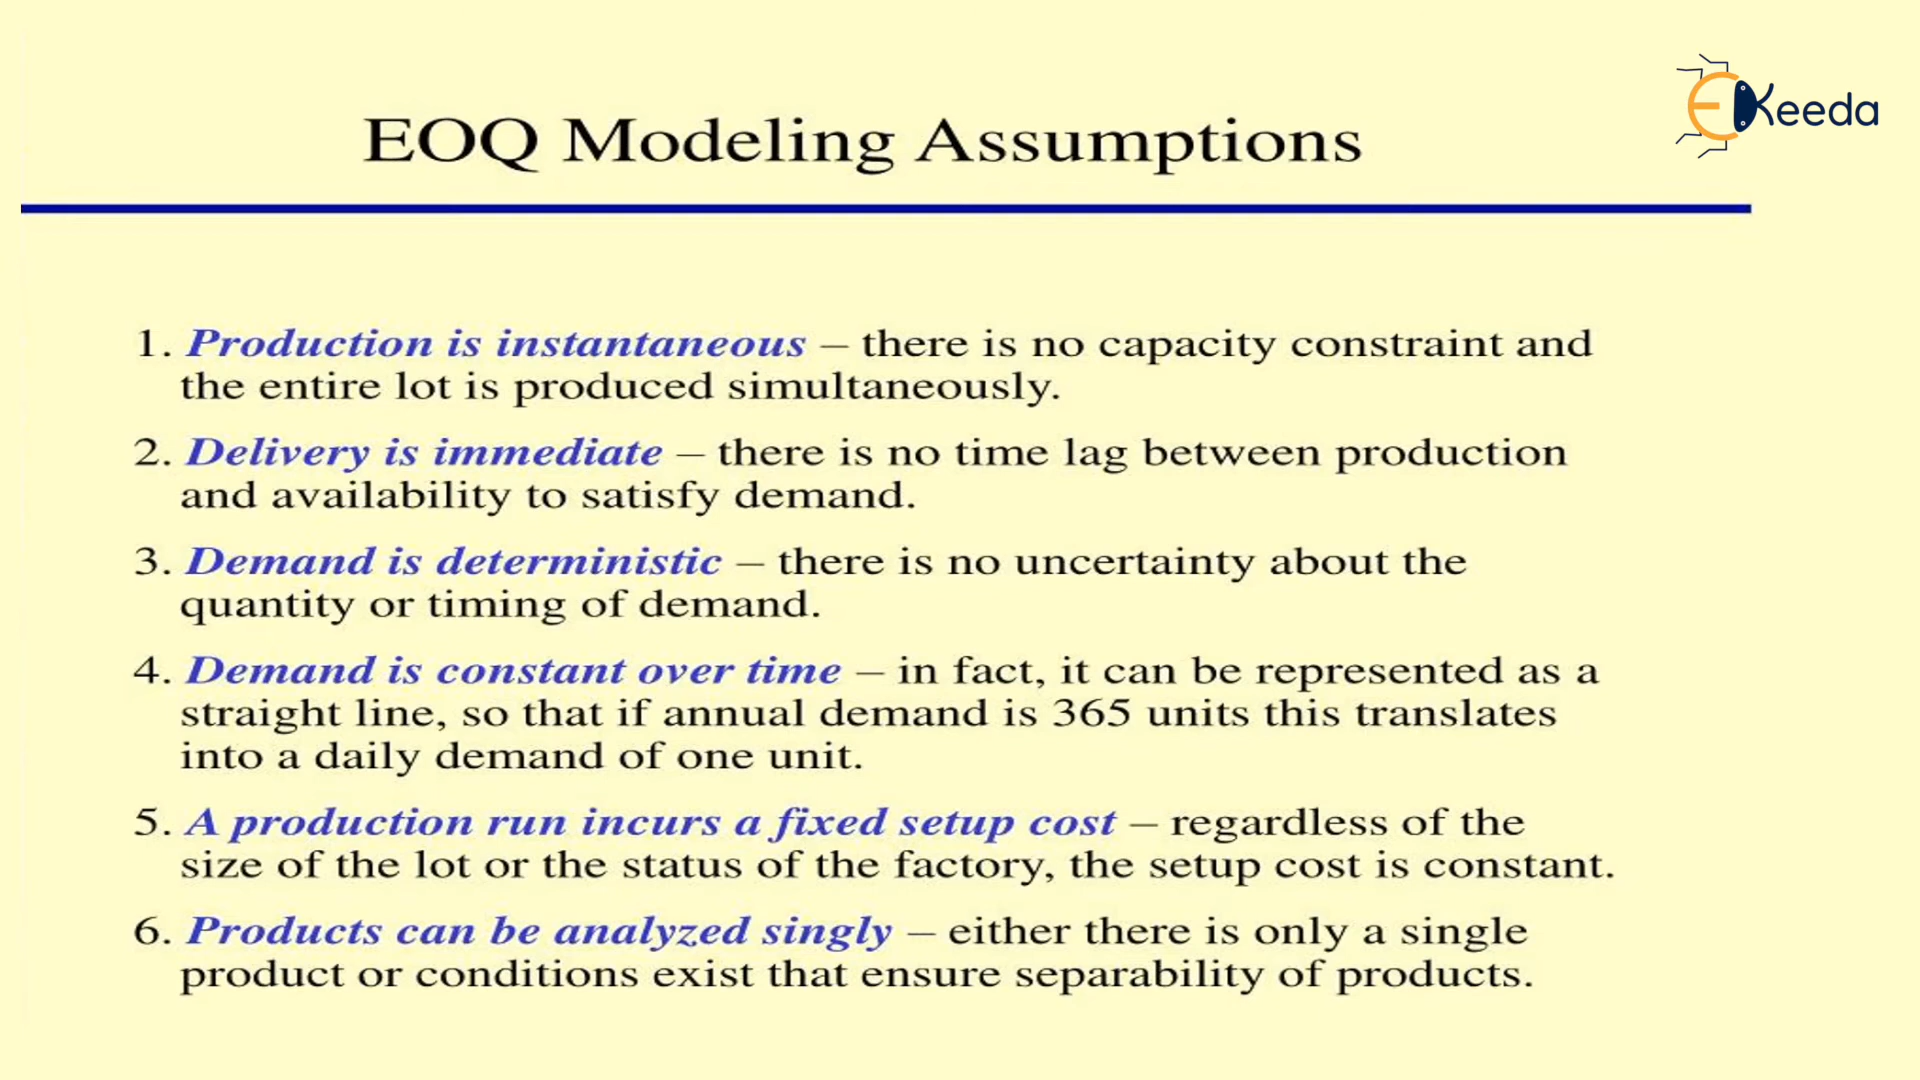 EKeeda
EOQ Modeling Assumptions
1. Production is instantaneous – there is no capacity constraint and
the entire lot is produced simultaneously.
2. Delivery is immediate – there is no time lag between production
and availability to satisfy demand.
3. Demand is deterministic – there is no uncertainty about the
quantity or timing of demand.
4. Demand is constant over time – in fact, it can be represented as a
straight line, so that if annual demand is 365 units this translates
into a daily demand of one unit.
5. A production run incurs a fixed setup cost – regardless of the
size of the lot or the status of the factory, the setup cost is constant.
6. Products can be analyzed singly – either there is only a single
product or conditions exist that ensure separability of products.